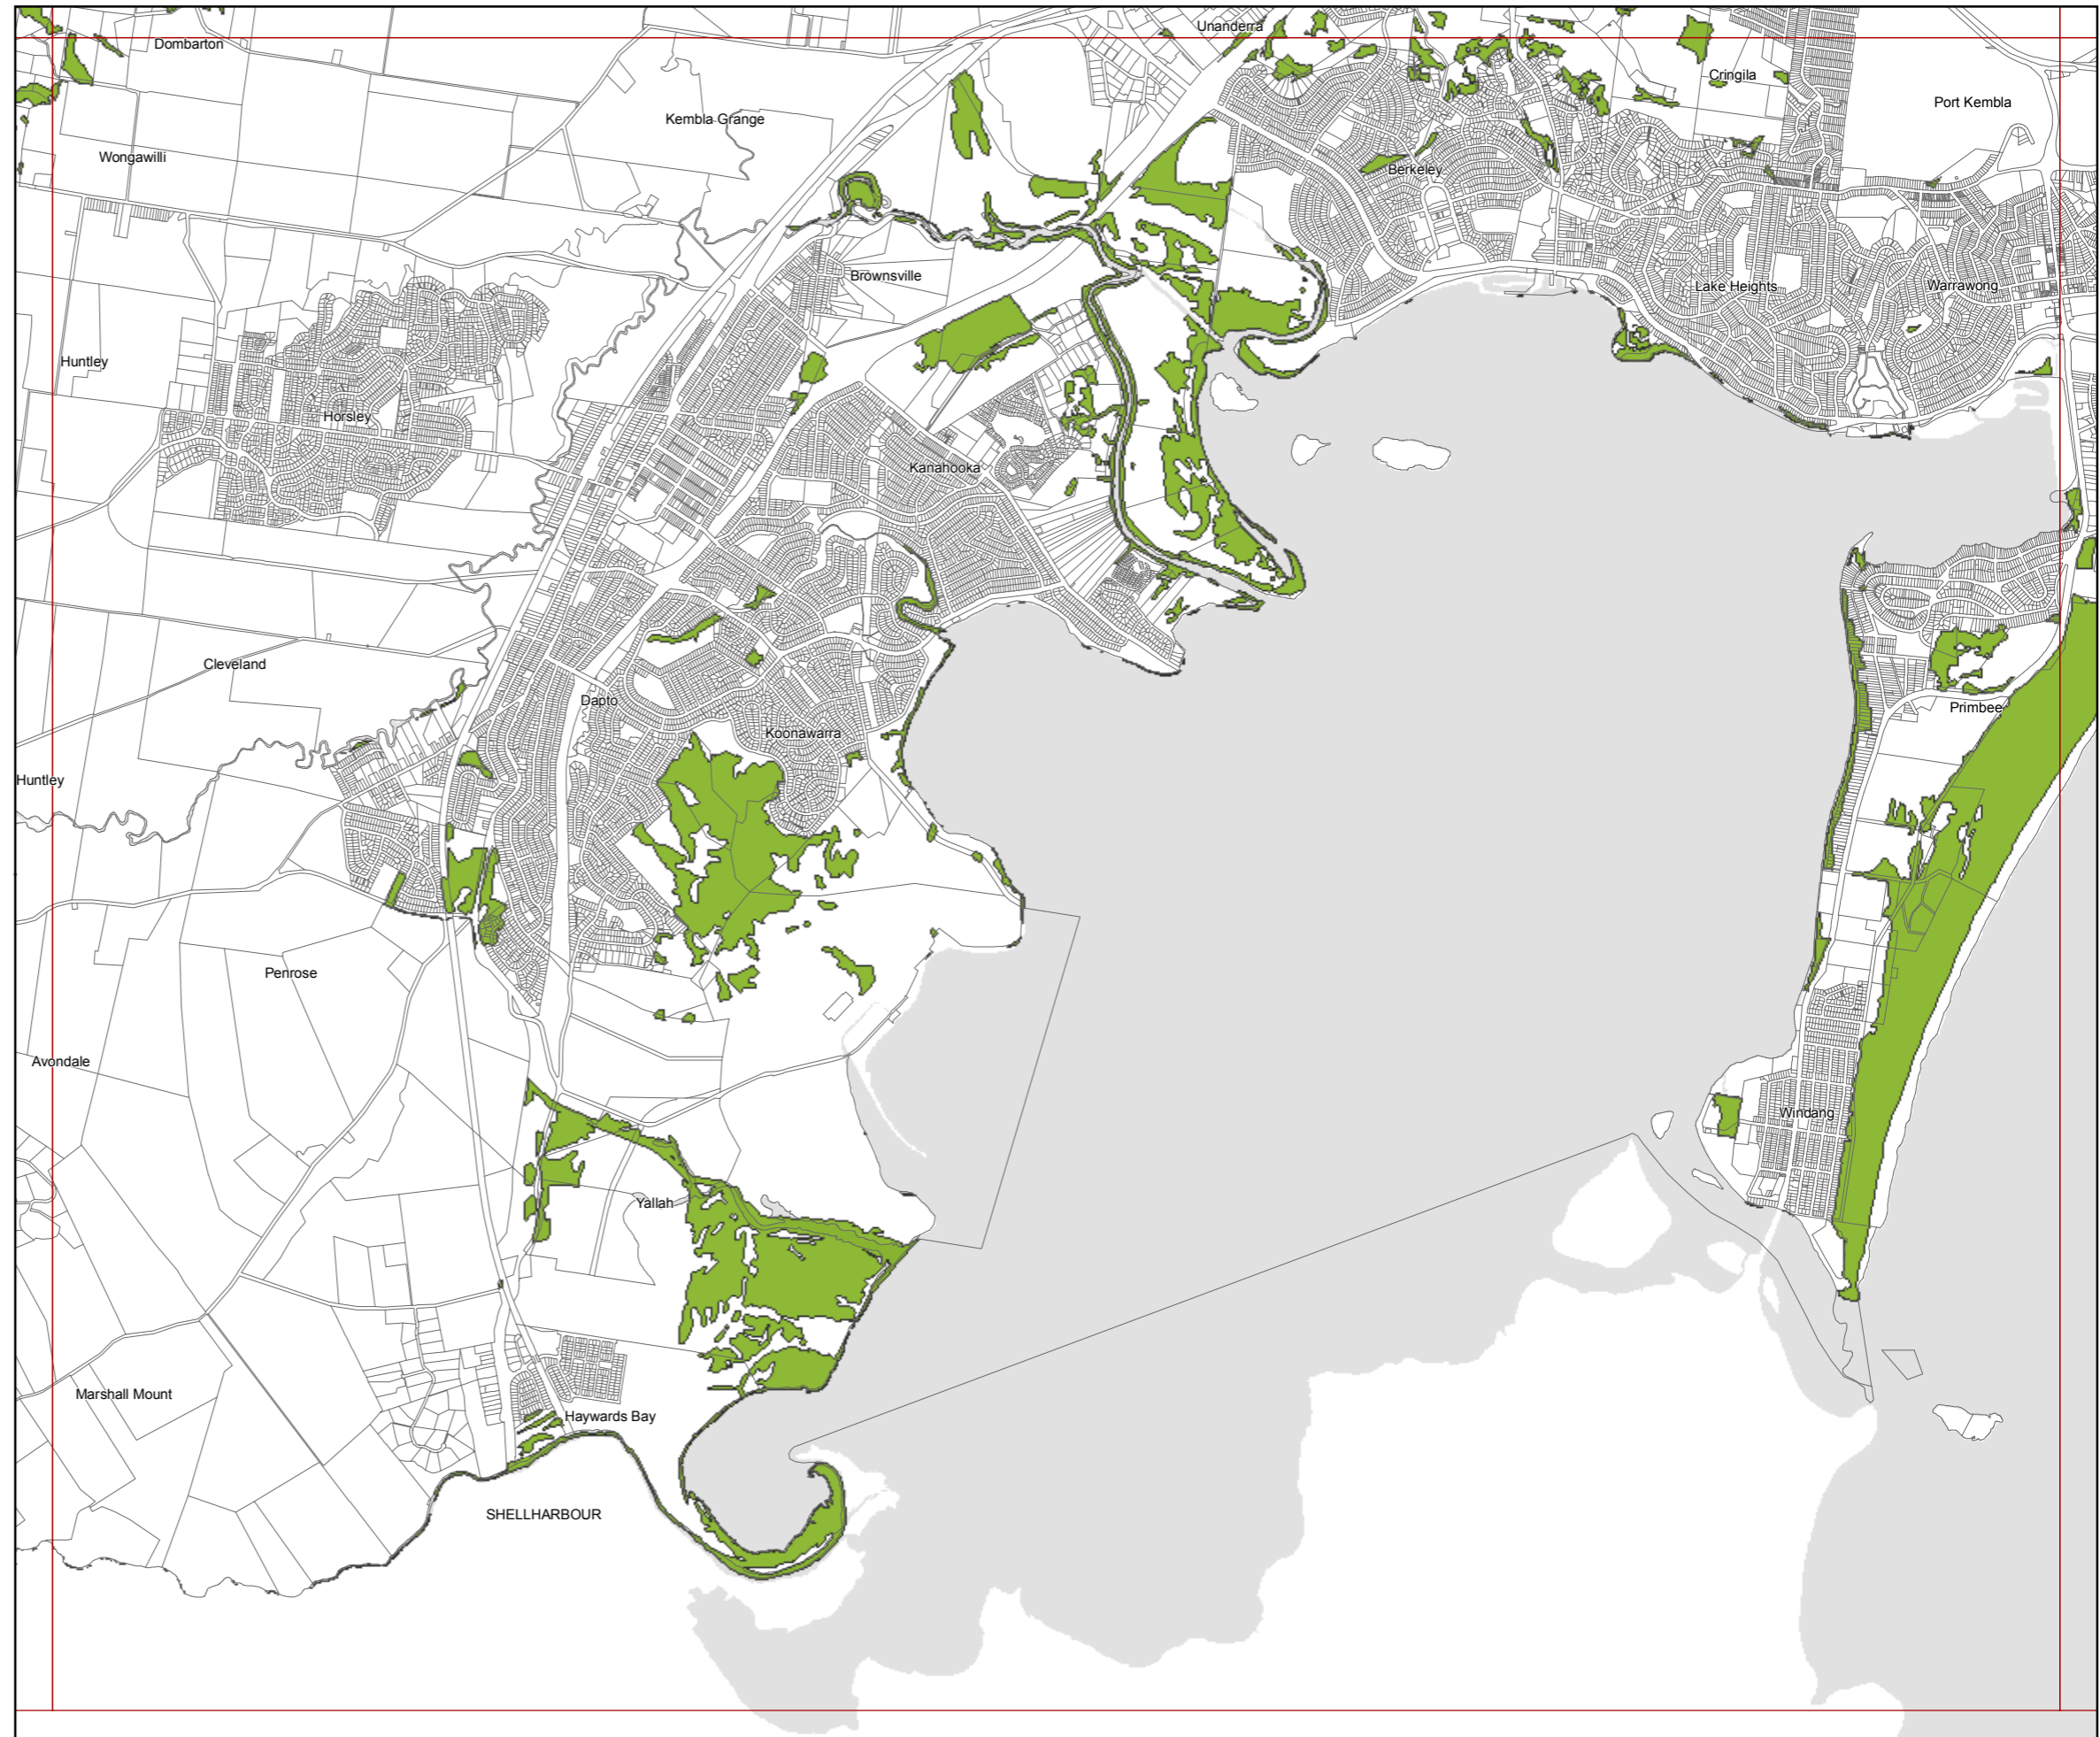 Unanderra
Dombarton
Cringila
Port Kembla
Kembla Grange
Wongawilli
Berkeley
Brownsville
Lake Heights
Warrawong
Huntley
Horsley
Kanahooka
Cleveland
Dapto
Primbee
Koonawarra
Huntley
Penrose
Avondale
Windang
Yallah
Marshall Mount
Haywards Bay
SHELLHARBOUR